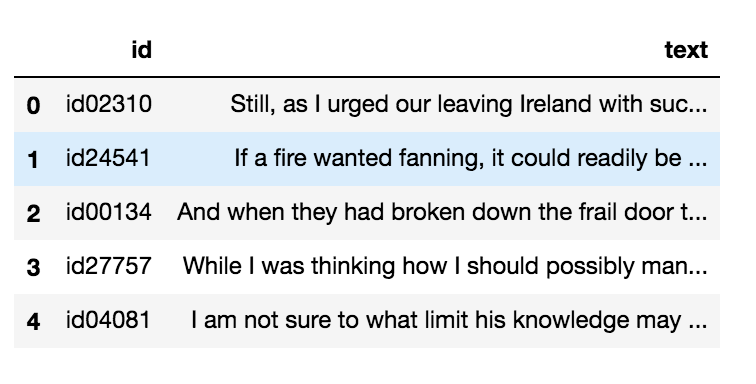 id text
0 id02310 Still, as I urged our leaving Ireland with suc...
1 id24541 If a fire wanted fanning, it could readily be ...
2 id00134 And when they had broken down the frail door t...
3 id27757 While I was thinking how I should possibly man...
4 id04081 I am not sure to what limit his knowledge may ...